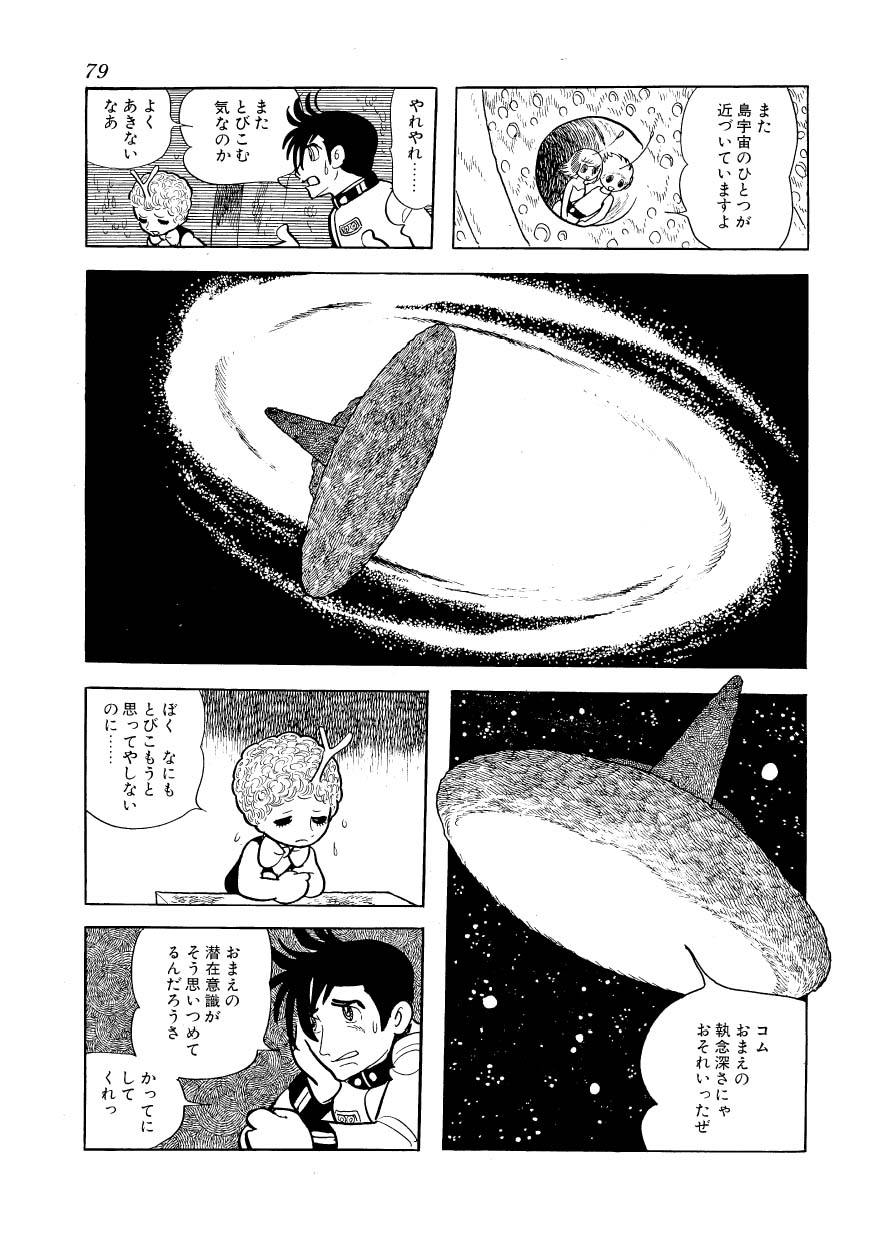 79
また
島宇宙のひとつが
近づいていますよ
やれやれ……
また
とびこむ
気なのか
よく
あきない
なあ
コム
おまえの
執念深さにゃ
おそれいったぜ
ぼく なにも
とびこもうと
思ってやしない
のに……
おまえの
潜在意識が
そう思いつめて
るんだろうさ
かってに
して
くれっ